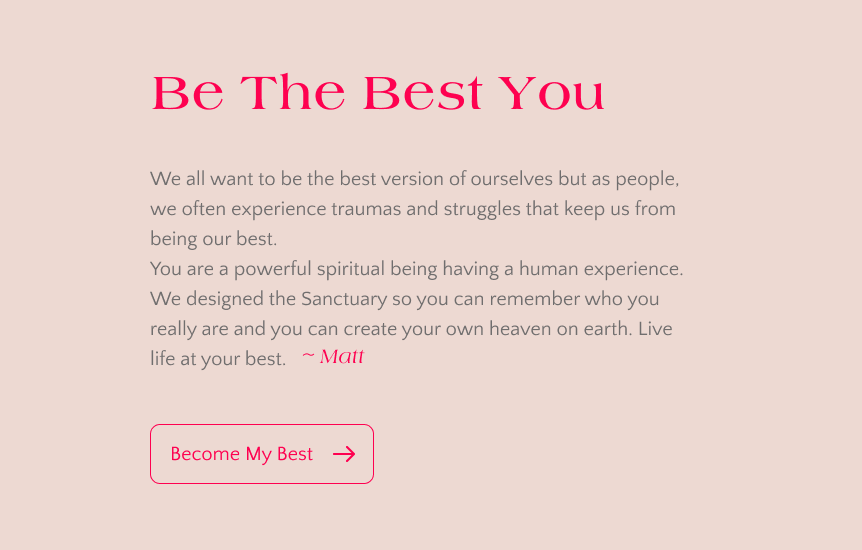 Be The Best You
We all want to be the best version of ourselves but as people,
we often experience traumas and struggles that keep us from
being our best.
You are a powerful spiritual being having a human experience.
We designed the Sanctuary so you can remember who you
really are and you can create your own heaven on earth. Live
life at your best. ~ Matt
Become My Best →